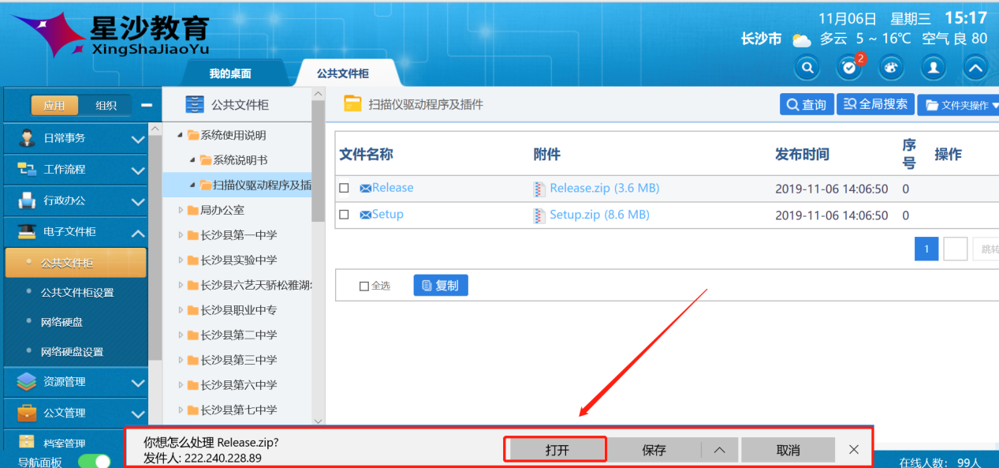 星沙教育
XingShaJiaoYu
11月06日 星期三 15:17
长沙市 多云 5 ~ 16℃ 空气 良 80
2
我的桌面
公共文件柜
应用 组织
日常事务
工作流程
行政办公
电子文件柜
公共文件柜
公共文件柜设置
网络硬盘
网络硬盘设置
资源管理
公文管理
档案管理
导航面板
公共文件柜
系统使用说明
系统说明书
扫描仪驱动程序及插
局办公室
长沙县第一中学
长沙县实验中学
长沙县六艺天骄松雅湖
长沙县职业中专
长沙县第二中学
长沙县第三中学
长沙县第六中学
长沙县第七中学
扫描仪驱动程序及插件
查询 全局搜索 文件夹操作
文件名称 附件 发布时间 序号 操作
Release Release.zip (3.6 MB) 2019-11-06 14:06:50 0
Setup Setup.zip (8.6 MB) 2019-11-06 14:06:50 0
1 跳转
全选 复制
你想怎么处理 Release.zip?
发件人: 222.240.228.89
打开 保存 取消
在线人数: 99人